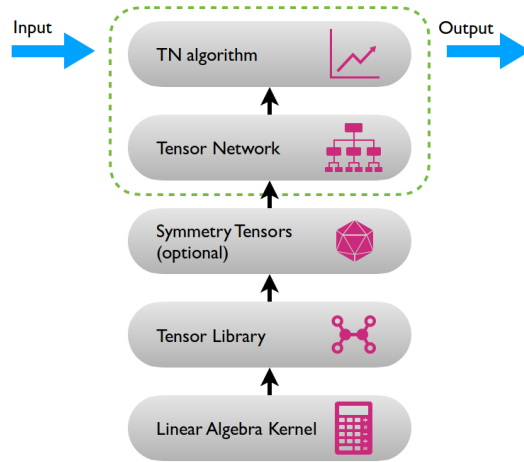 Input
Output
TN algorithm
Tensor Network
Symmetry Tensors
(optional)
Tensor Library
Linear Algebra Kernel